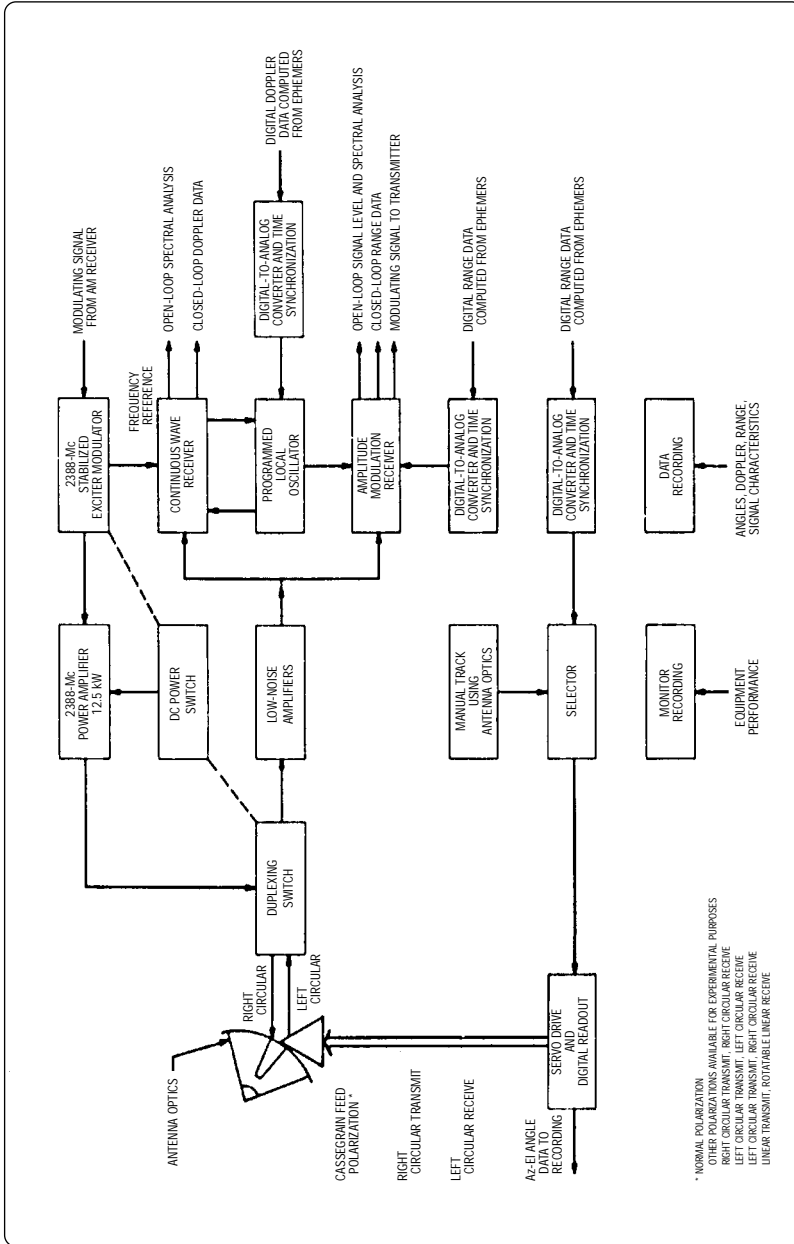 MODULATING SIGNAL
FROM AM RECEIVER
2388-Mc
STABILIZED
EXCITER MODULATOR
2388-Mc
POWER AMPLIFIER
12.5 kW
DC POWER
SWITCH
FREQUENCY
REFERENCE
CONTINUOUS WAVE
RECEIVER
OPEN-LOOP SPECTRAL ANALYSIS
CLOSED-LOOP DOPPLER DATA
PROGRAMMED
LOCAL
OSCILLATOR
DIGITAL-TO-ANALOG
CONVERTER AND TIME
SYNCHRONIZATION
DIGITAL DOPPLER
DATA COMPUTED
FROM EPHEMERS
ANTENNA OPTICS
RIGHT
CIRCULAR
LEFT
CIRCULAR
DUPLEXING
SWITCH
LOW-NOISE
AMPLIFIERS
AMPLITUDE
MODULATION
RECEIVER
OPEN-LOOP SIGNAL LEVEL AND SPECTRAL ANALYSIS
CLOSED-LOOP RANGE DATA
MODULATING SIGNAL TO TRANSMITTER
CASSEGRAIN FEED
POLARIZATION *
RIGHT
CIRCULAR TRANSMIT
LEFT
CIRCULAR RECEIVE
DIGITAL-TO-ANALOG
CONVERTER AND TIME
SYNCHRONIZATION
DIGITAL RANGE DATA
COMPUTED FROM EPHEMERS
MANUAL TRACK
USING
ANTENNA OPTICS
Az-El ANGLE
DATA TO
RECORDING
SERVO DRIVE
AND
DIGITAL READOUT
SELECTOR
DIGITAL-TO-ANALOG
CONVERTER AND TIME
SYNCHRONIZATION
DIGITAL RANGE DATA
COMPUTED FROM EPHEMERS
MONITOR
RECORDING
EQUIPMENT
PERFORMANCE
DATA
RECORDING
ANGLES, DOPPLER, RANGE,
SIGNAL CHARACTERISTICS
* NORMAL POLARIZATION
OTHER POLARIZATIONS AVAILABLE FOR EXPERIMENTAL PURPOSES
RIGHT CIRCULAR TRANSMIT, RIGHT CIRCULAR RECEIVE
LEFT CIRCULAR TRANSMIT, LEFT CIRCULAR RECEIVE
LEFT CIRCULAR TRANSMIT, RIGHT CIRCULAR RECEIVE
LINEAR TRANSMIT, ROTATABLE LINEAR RECEIVE